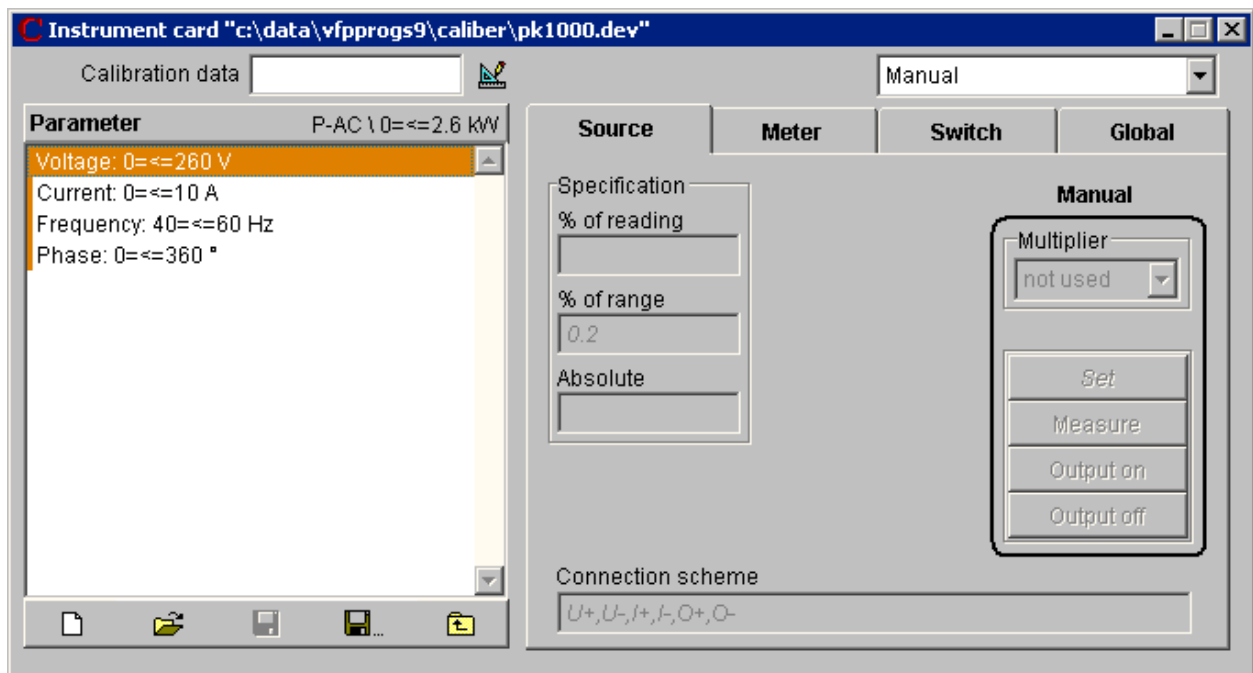 Instrument card "c:\data\vfpprogs9\caliber\pk1000.dev"
Calibration data
Manual
Parameter P-AC \ 0=<=2.6 kW
Voltage: 0=<=260 V
Current: 0=<=10 A
Frequency: 40=<=60 Hz
Phase: 0=<=360 °
Source Meter Switch Global
Specification
% of reading
% of range
0.2
Absolute
Manual
Multiplier
not used
Set
Measure
Output on
Output off
Connection scheme
U+,U-,I+,I-,O+,O-